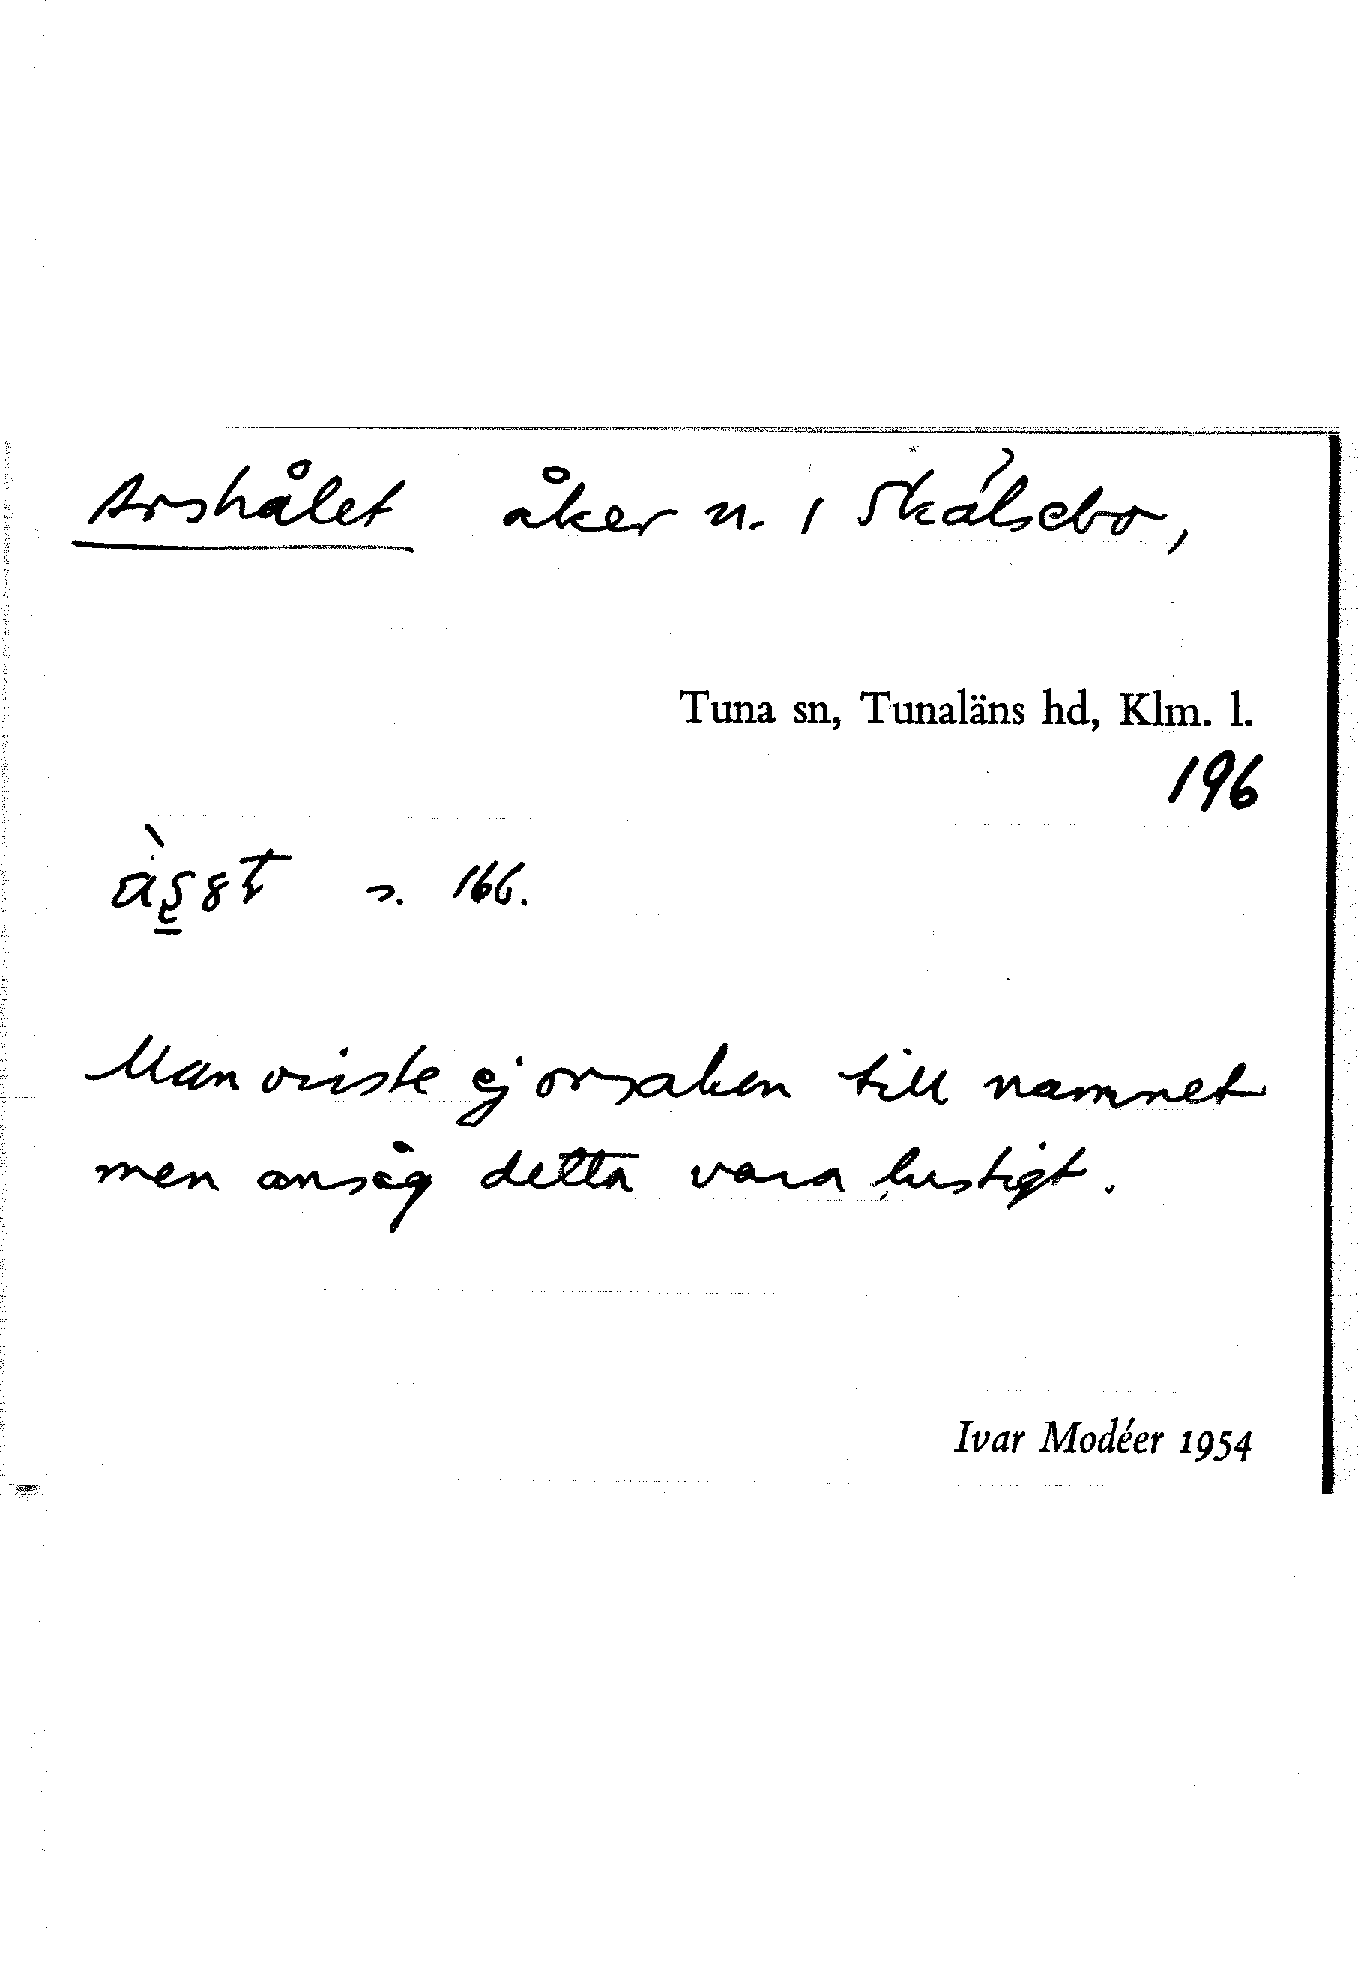 Arshålet åker n. i Skälsebo,
Tuna sn, Tunaläns hd, Klm. l.
196
s. 166.
Man visste ej orsaken till namnet
men ansåg detta vara lustigt.
Ivar Modéer 1954